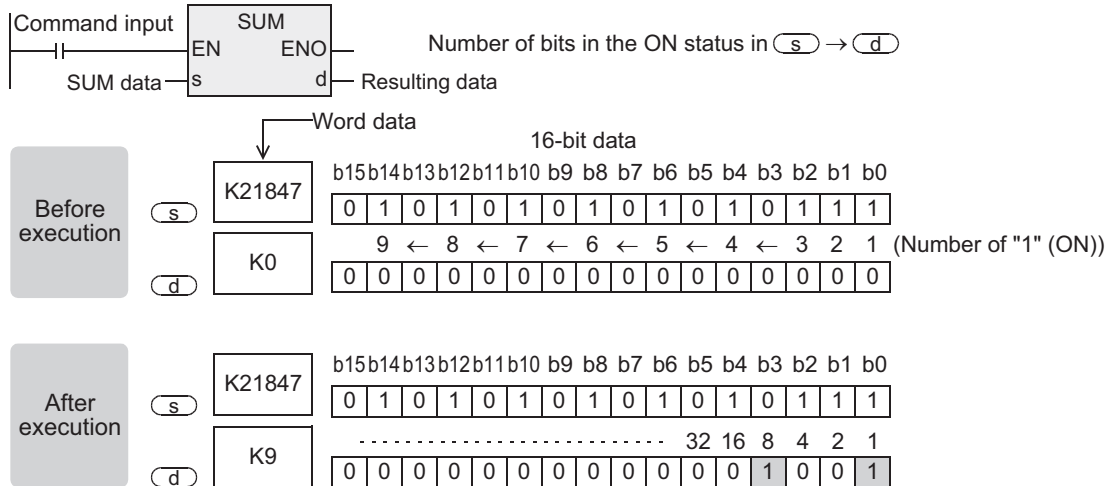 Command input
SUM
EN ENO
SUM data s d Resulting data
Number of bits in the ON status in s → d
Word data
16-bit data
Before execution
b15 b14 b13 b12 b11 b10 b9 b8 b7 b6 b5 b4 b3 b2 b1 b0
s K21847 0 1 0 1 0 1 0 1 0 1 0 1 0 1 1 1
9 ← 8 ← 7 ← 6 ← 5 ← 4 ← 3 2 1 (Number of "1" (ON))
d K0 0 0 0 0 0 0 0 0 0 0 0 0 0 0 0 0
After execution
b15 b14 b13 b12 b11 b10 b9 b8 b7 b6 b5 b4 b3 b2 b1 b0
s K21847 0 1 0 1 0 1 0 1 0 1 0 1 0 1 1 1
32 16 8 4 2 1
d K9 0 0 0 0 0 0 0 0 0 0 0 0 1 0 0 1